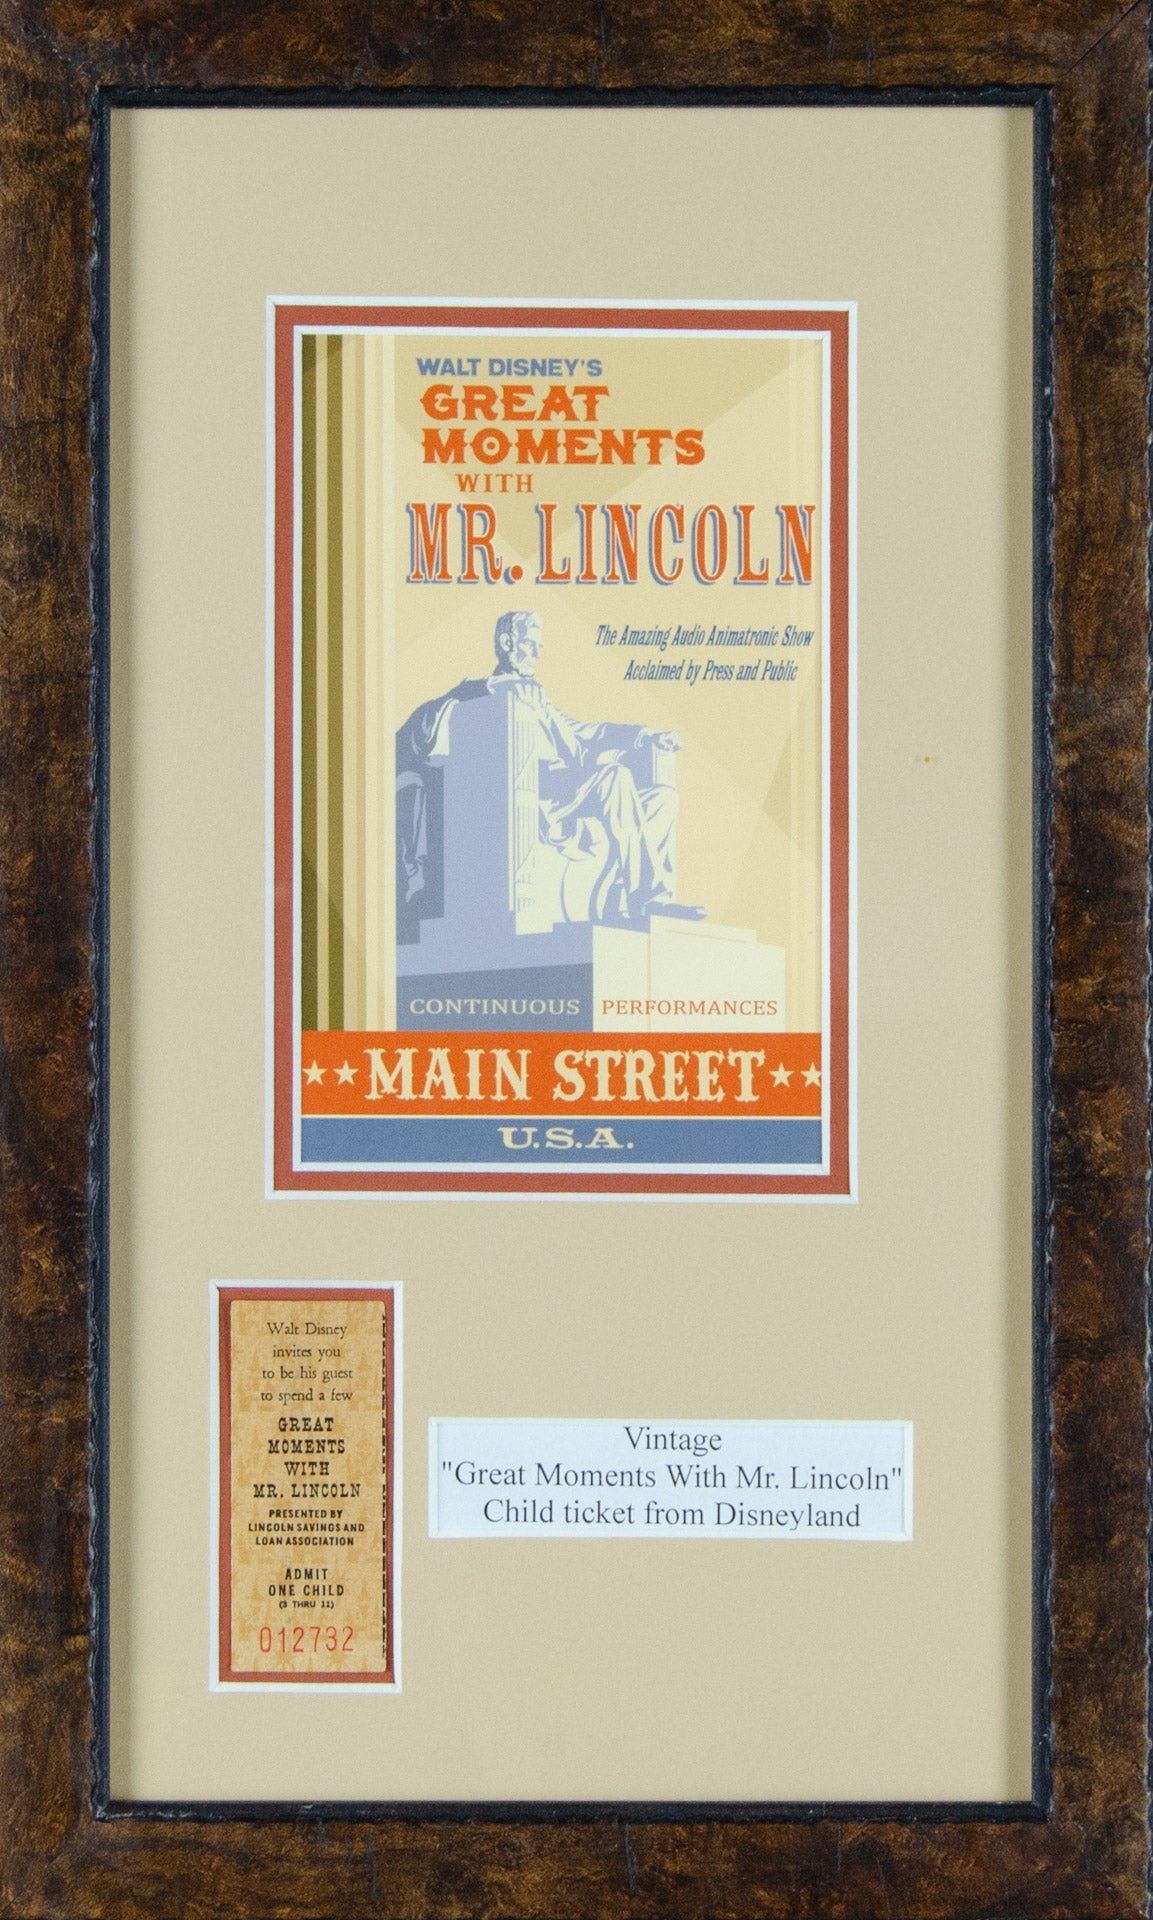 WALT DISNEY'S
GREAT
MOMENTS
WITH
MR. LINCOLN
The Amazing Audio Animatronic Show
Acclaimed by Press and Public
CONTINUOUS PERFORMANCES
MAIN STREET
U.S.A.
Walt Disney
invites you
to be his guest
to spend a few
GREAT
MOMENTS
WITH
MR. LINCOLN
PRESENTED BY
LINCOLN SAVINGS AND
LOAN ASSOCIATION
ADMIT
ONE CHILD
(3 THRU 11)
012732
Vintage
"Great Moments With Mr. Lincoln"
Child ticket from Disneyland